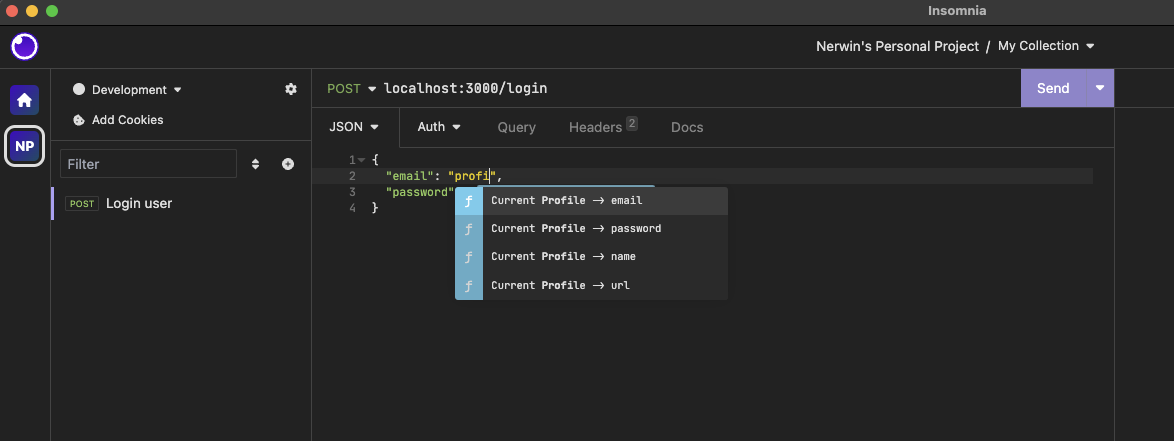 Insomnia
Nerwin's Personal Project / My Collection
Development
Add Cookies
NP
Filter
POST Login user
POST localhost:3000/login
Send
JSON Auth Query Headers 2 Docs
1 {
2 "email": "profi",
3 "password"
4 }
ƒ Current Profile → email
ƒ Current Profile → password
ƒ Current Profile → name
ƒ Current Profile → url